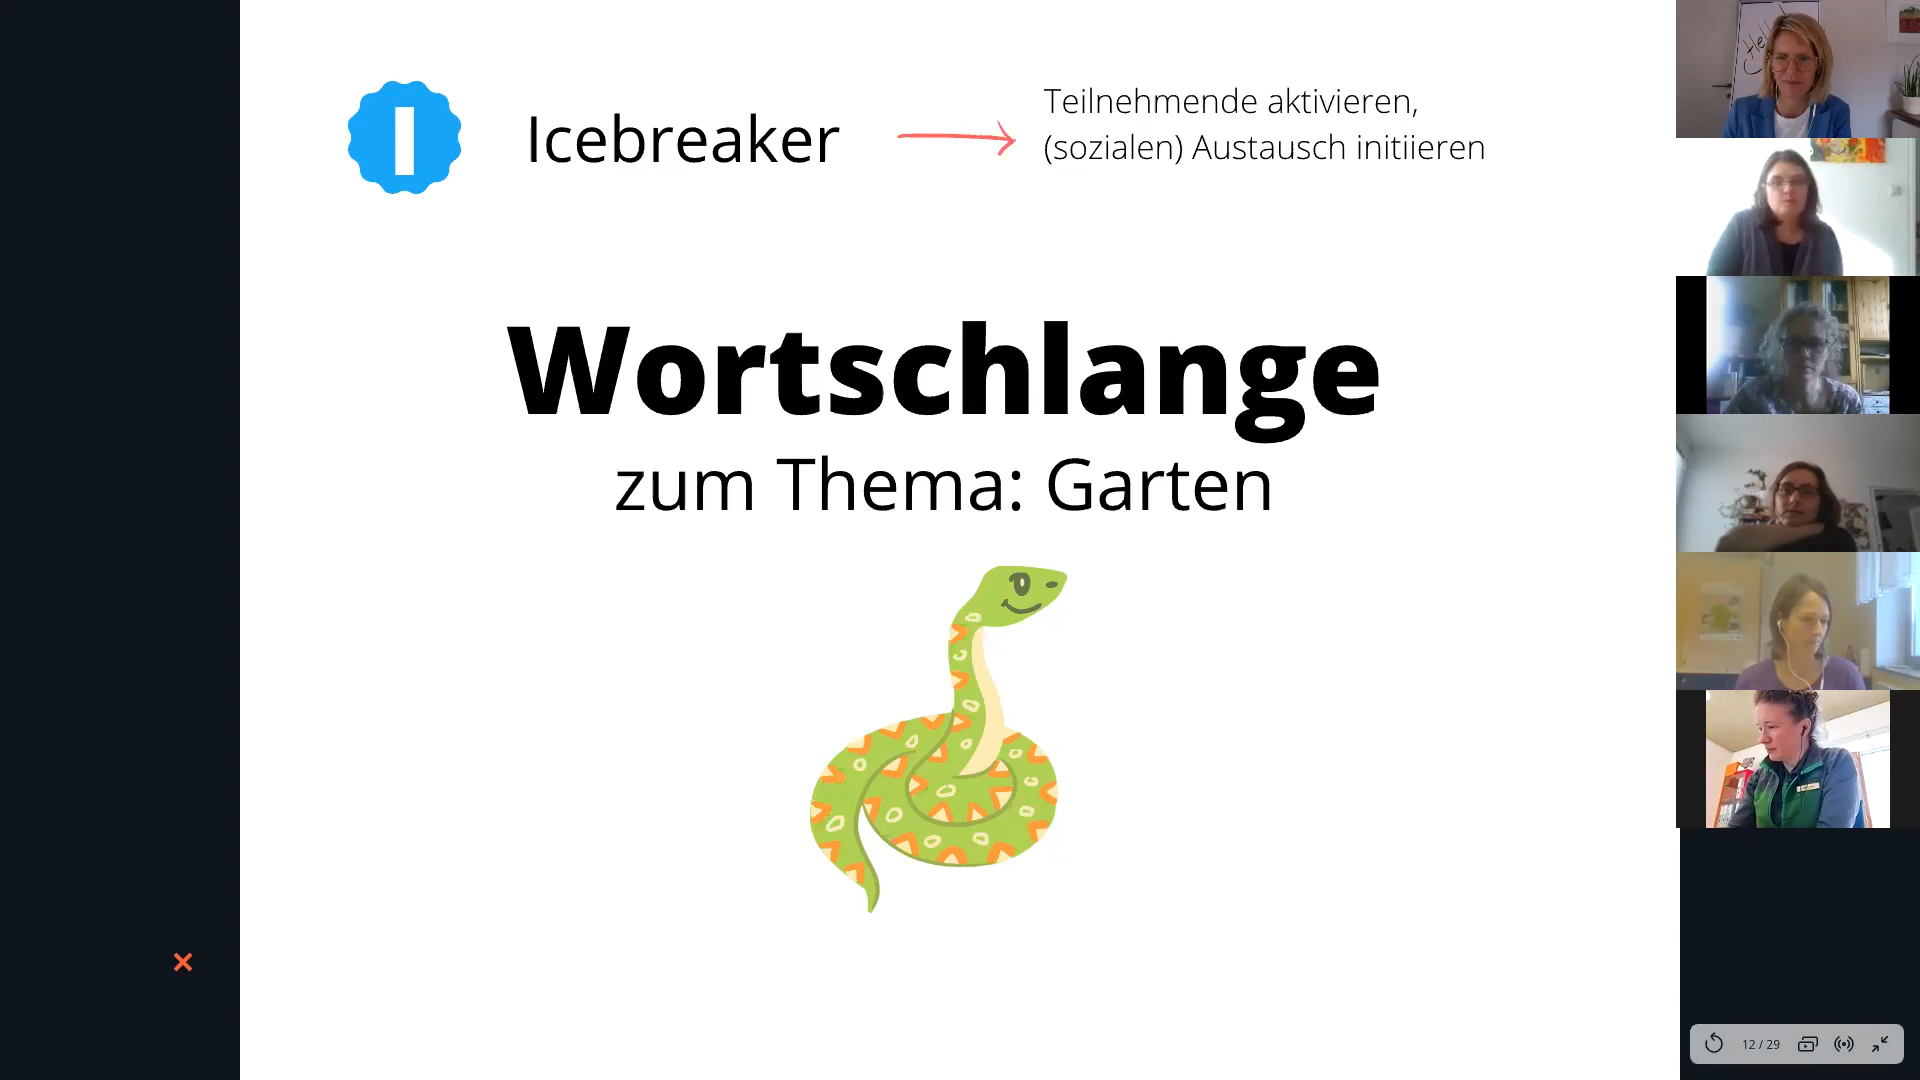 I
Icebreaker
Teilnehmende aktivieren,
(sozialen) Austausch initiieren
Wortschlange
zum Thema: Garten
12 / 29